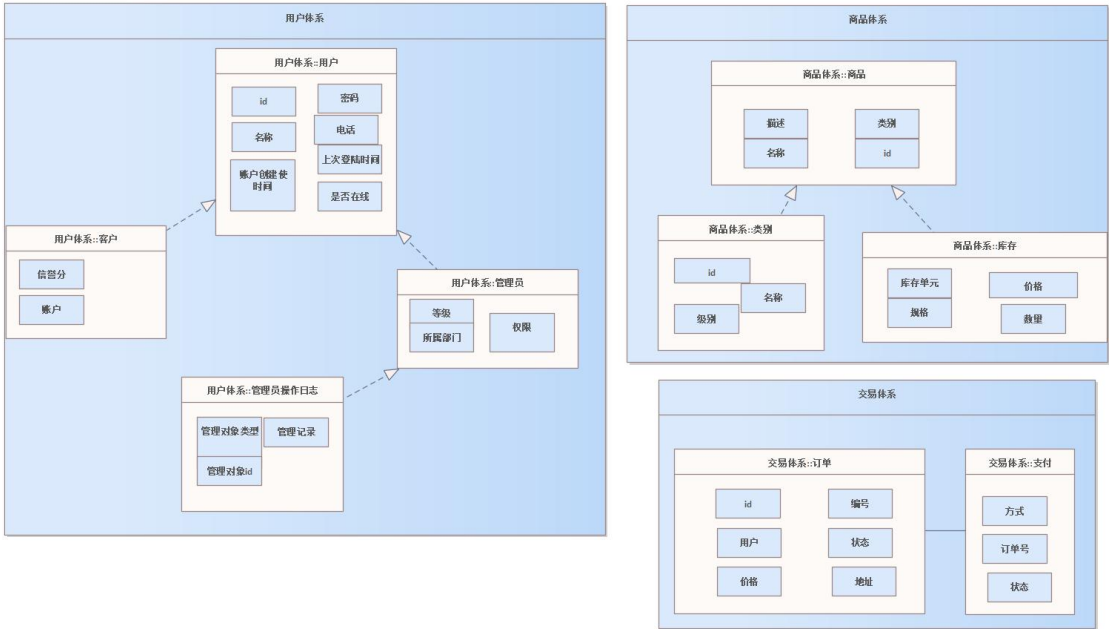 用户体系
用户体系::用户
id
密码
名称
电话
上次登陆时间
账户创建使
时间
是否在线
用户体系::客户
信誉分
账户
用户体系::管理员
等级
所属部门
权限
用户体系::管理员操作日志
管理对象类型
管理记录
管理对象id
商品体系
商品体系::商品
描述
类别
名称
id
商品体系::类别
id
名称
级别
商品体系::库存
库存单元
价格
规格
数量
交易体系
交易体系::订单
id
编号
用户
状态
价格
地址
交易体系::支付
方式
订单号
状态